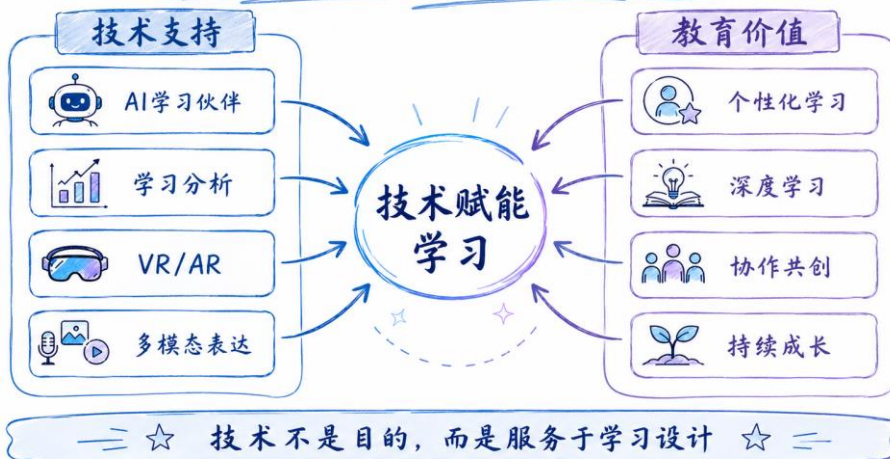 技术支持
AI学习伙伴
学习分析
VR/AR
多模态表达
技术赋能
学习
教育价值
个性化学习
深度学习
协作共创
持续成长
技术不是目的，而是服务于学习设计